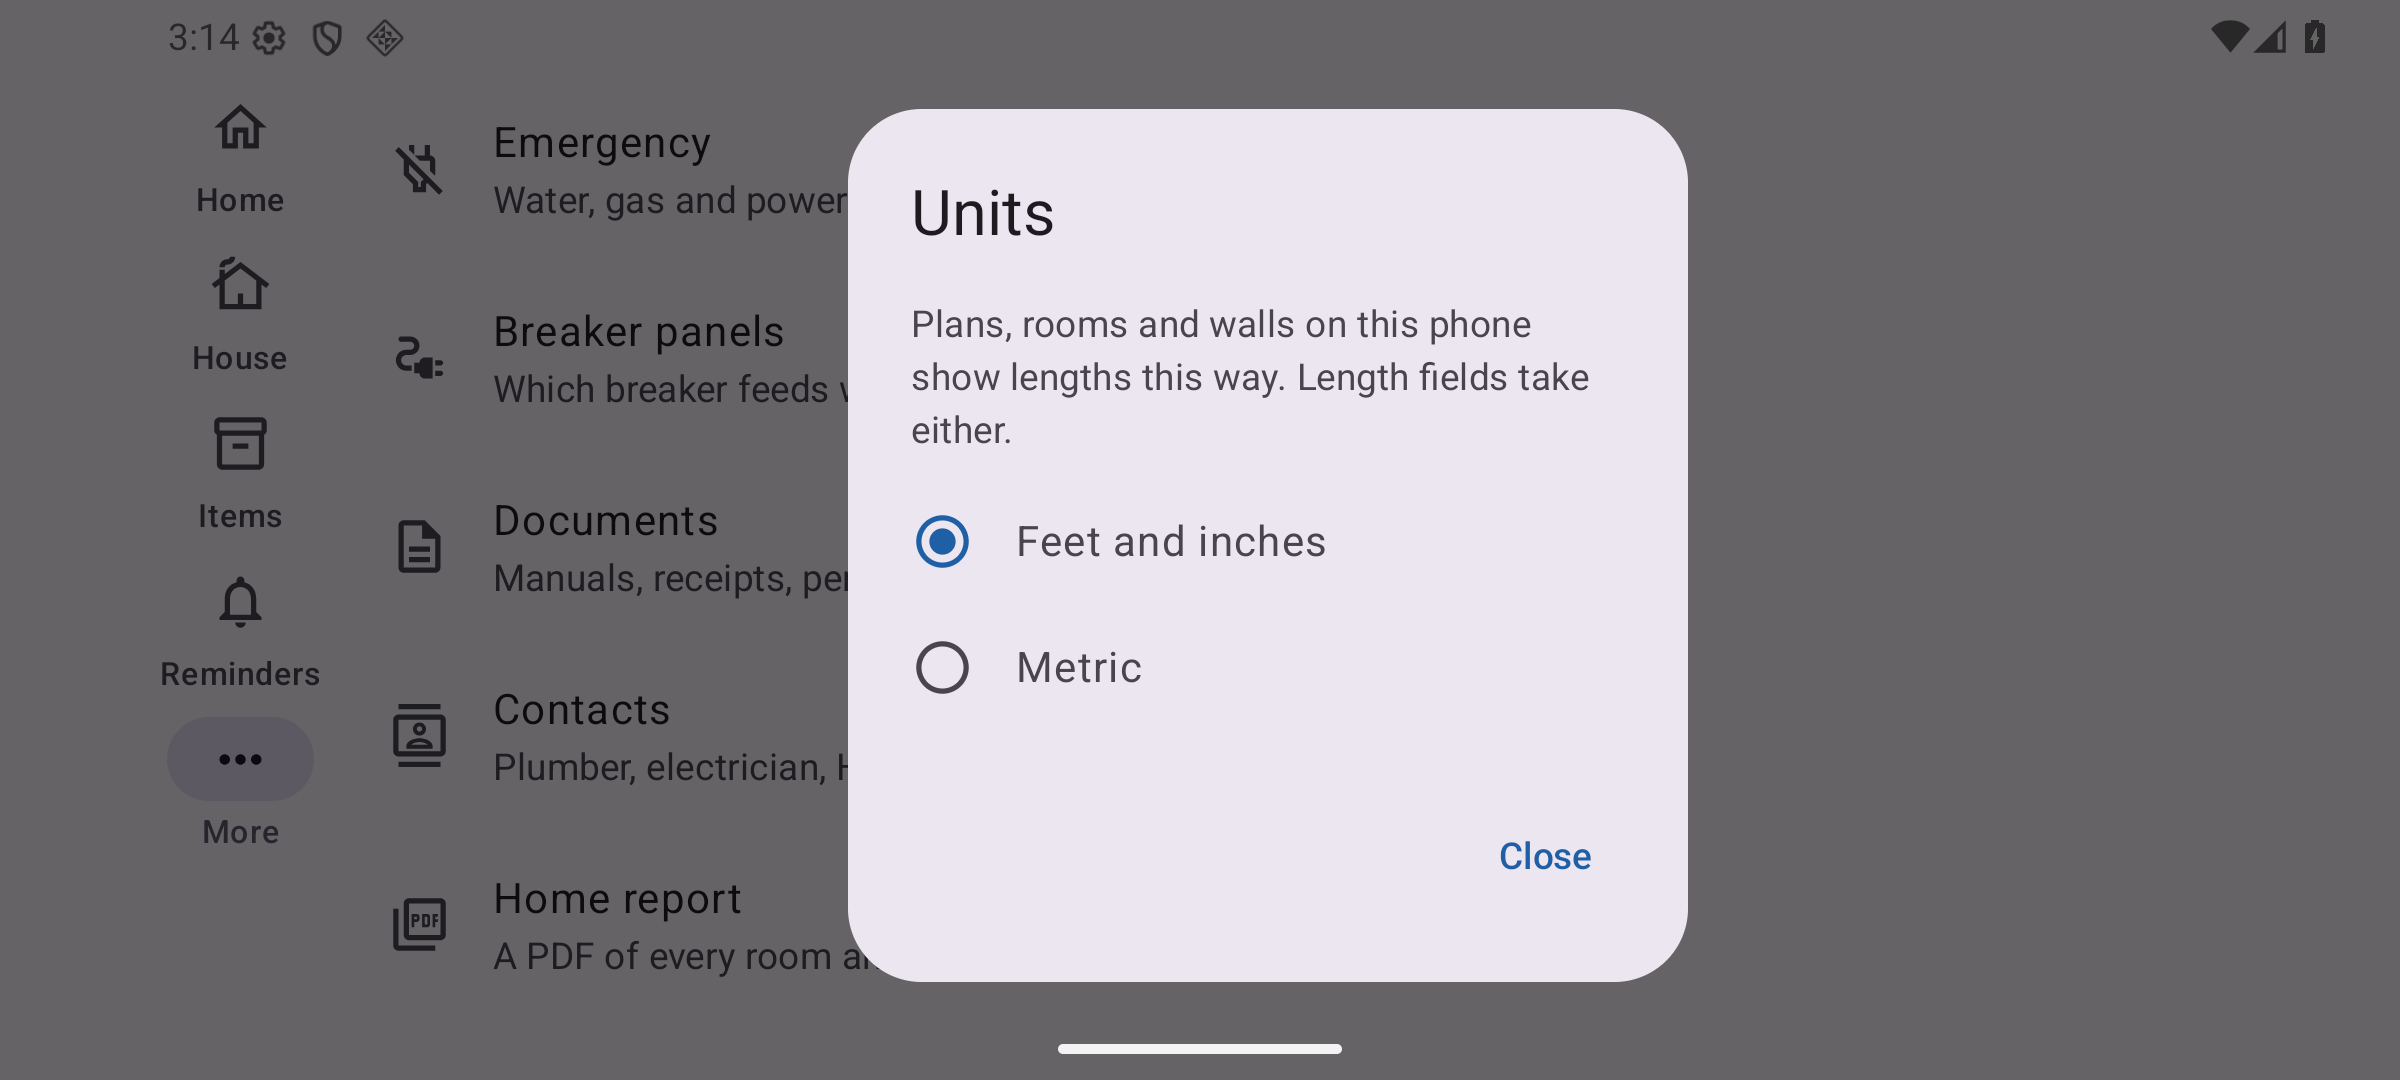 3:14
Home
House
Items
Reminders
More
Emergency
Water, gas and power
Breaker panels
Which breaker feeds
Documents
Manuals, receipts,
Contacts
Plumber, electrician,
Home report
PDF
A PDF of every room
Units
Plans, rooms and walls on this phone
show lengths this way. Length fields take
either.
Feet and inches
Metric
Close